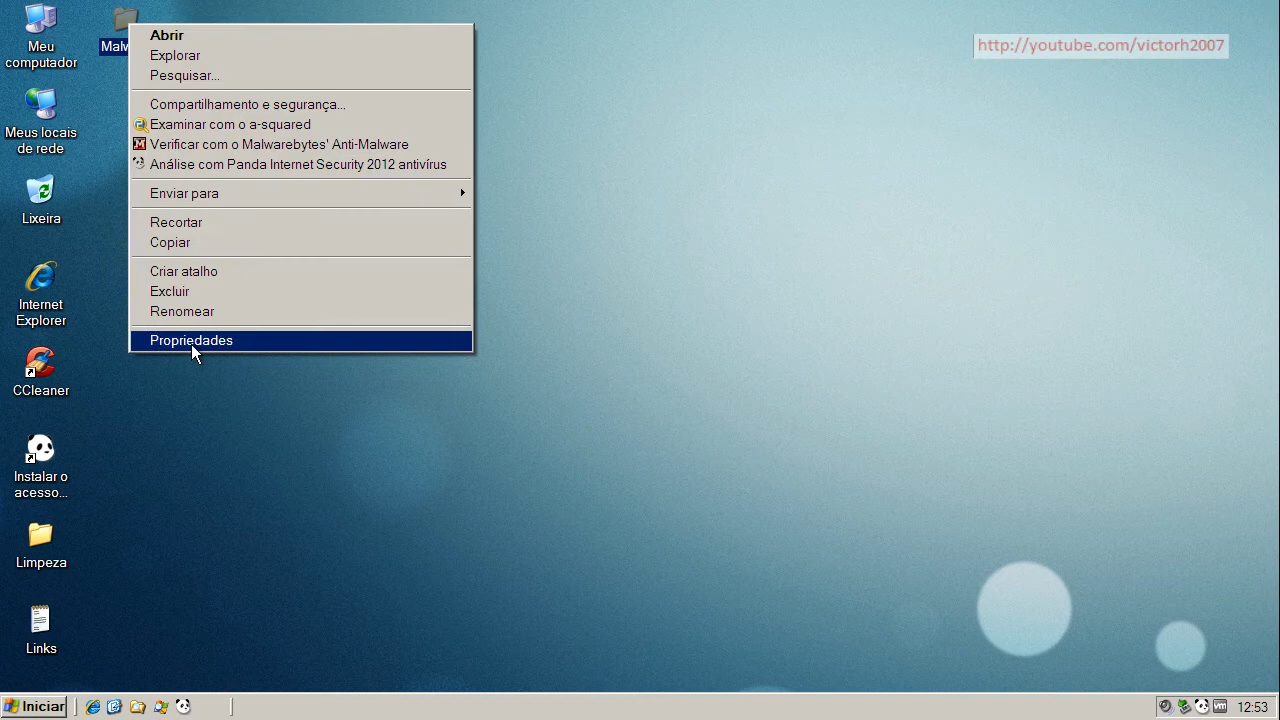 Meu
computador
Meus locais
de rede
Lixeira
Internet
Explorer
CCleaner
Instalar o
acesso...
Limpeza
Links
Abrir
Explorar
Pesquisar...
Compartilhamento e segurança...
Examinar com o a-squared
Verificar com o Malwarebytes' Anti-Malware
Análise com Panda Internet Security 2012 antivírus
Enviar para
Recortar
Copiar
Criar atalho
Excluir
Renomear
Propriedades
http://youtube.com/victorh2007
Iniciar
12:53